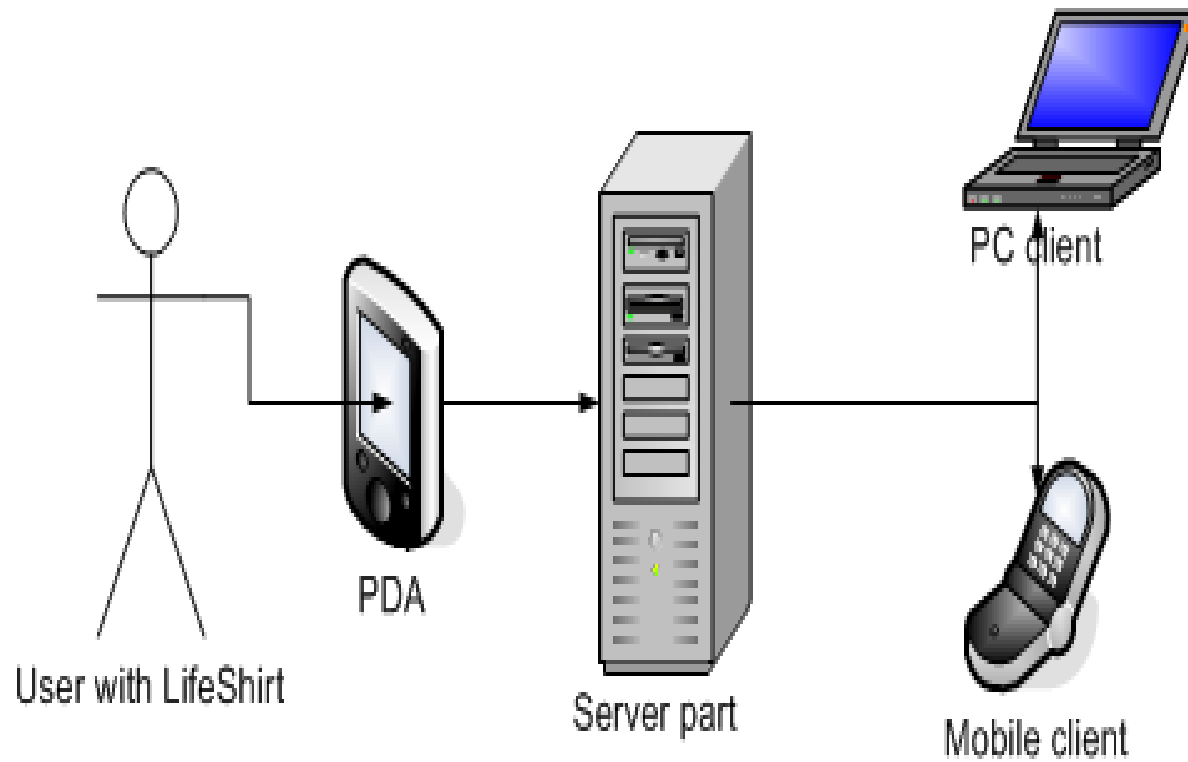 PC client
PDA
User with LifeShirt
Server part
Mobile client